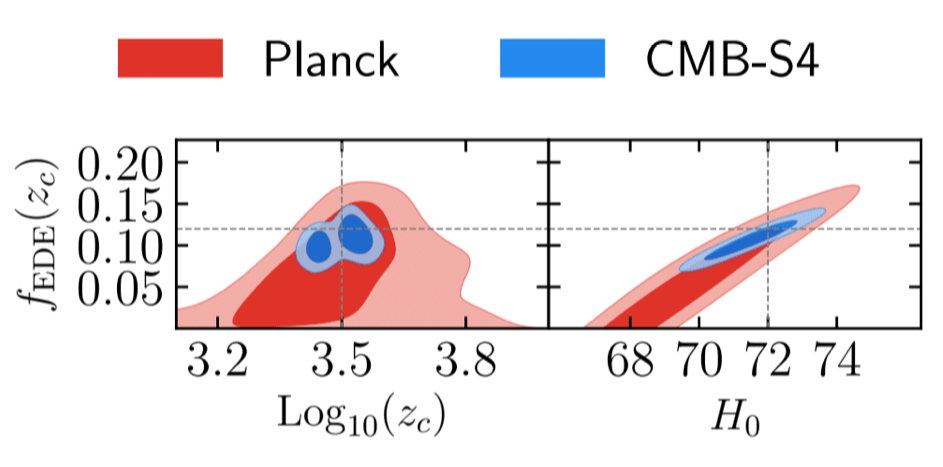 Planck CMB-S4
f_EDE(z_c)
0.20
0.15
0.10
0.05
3.2 3.5 3.8 68 70 72 74
Log_10(z_c) H_0